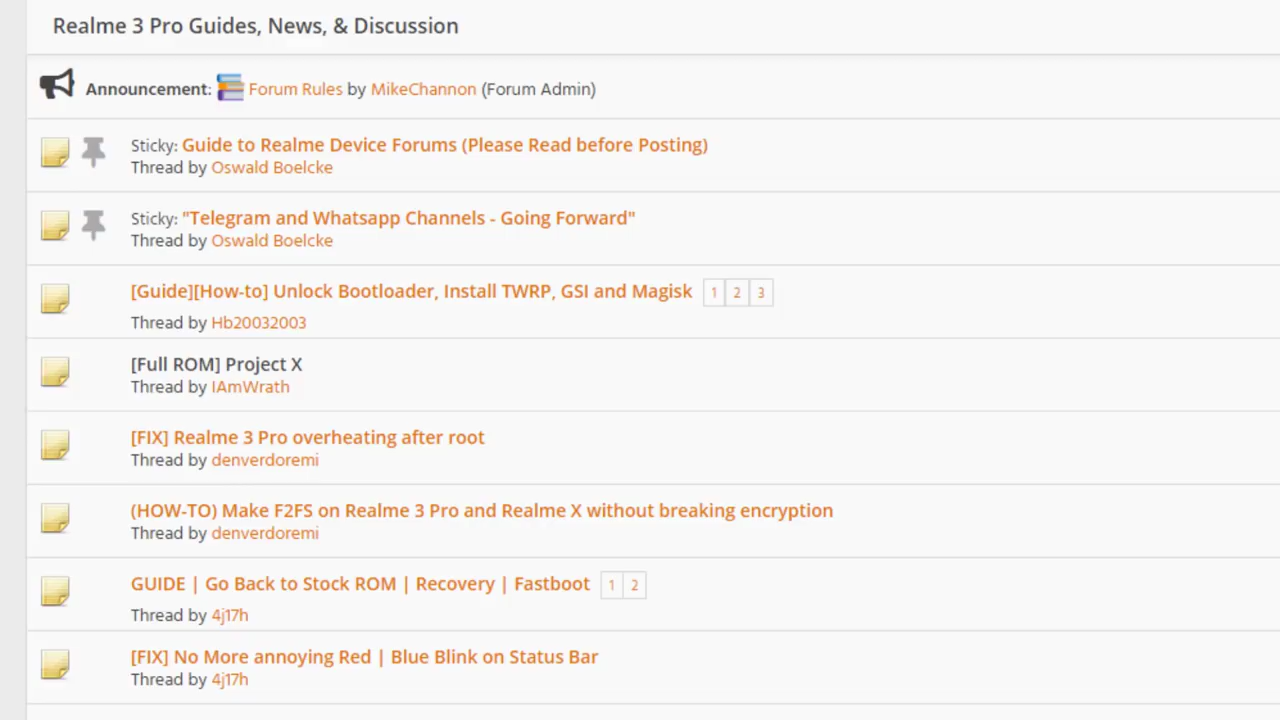 Realme 3 Pro Guides, News, & Discussion
Announcement: Forum Rules by MikeChannon (Forum Admin)
Sticky: Guide to Realme Device Forums (Please Read before Posting)
Thread by Oswald Boelcke
Sticky: "Telegram and Whatsapp Channels - Going Forward"
Thread by Oswald Boelcke
[Guide][How-to] Unlock Bootloader, Install TWRP, GSI and Magisk 1 2 3
Thread by Hb20032003
[Full ROM] Project X
Thread by IAmWrath
[FIX] Realme 3 Pro overheating after root
Thread by denverdoremi
(HOW-TO) Make F2FS on Realme 3 Pro and Realme X without breaking encryption
Thread by denverdoremi
GUIDE | Go Back to Stock ROM | Recovery | Fastboot 1 2
Thread by 4j17h
[FIX] No More annoying Red | Blue Blink on Status Bar
Thread by 4j17h